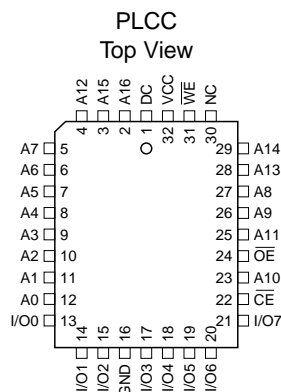 PLCC
Top View
A12
A15
A16
DC
VCC
WE
NC
4
3
2
1
32
31
30
A7 5
A6 6
A5 7
A4 8
A3 9
A2 10
A1 11
A0 12
I/O0 13
29 A14
28 A13
27 A8
26 A9
25 A11
24 OE
23 A10
22 CE
21 I/O7
14
15
16
17
18
19
20
I/O1
I/O2
GND
I/O3
I/O4
I/O5
I/O6